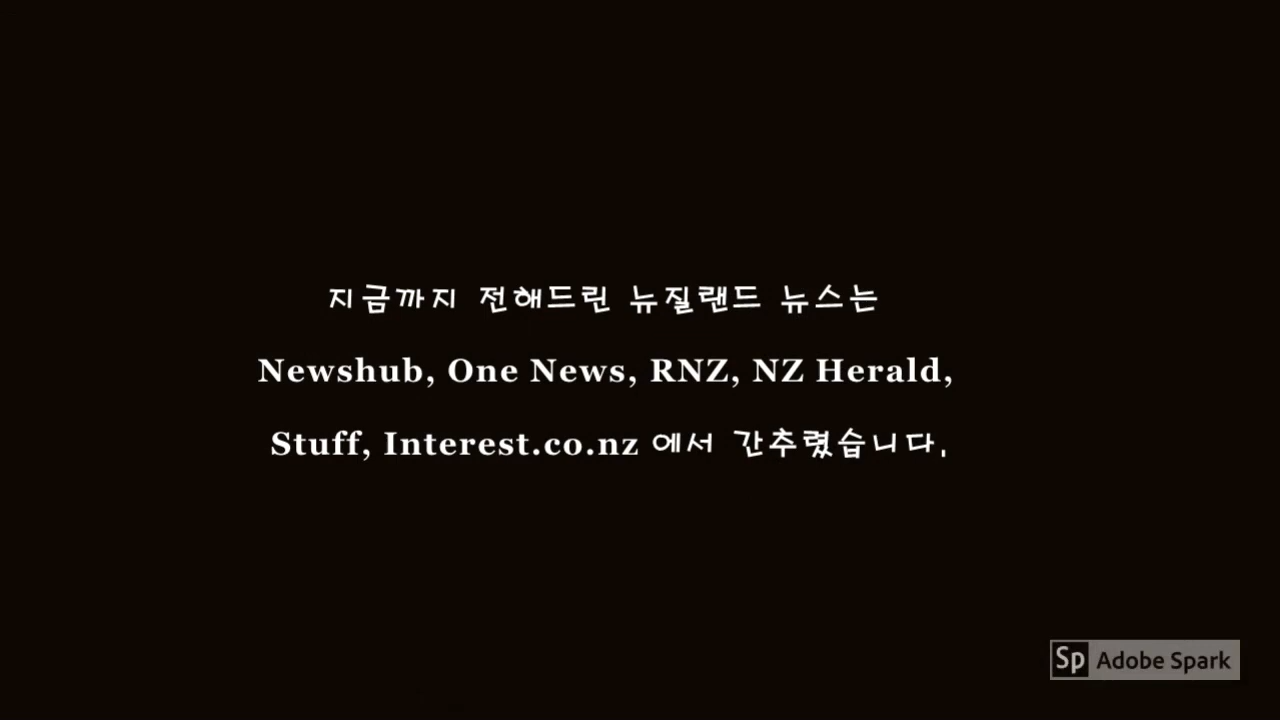 지금까지 전해드린 뉴질랜드 뉴스는
Newshub, One News, RNZ, NZ Herald,
Stuff, Interest.co.nz 에서 간추렸습니다.
Sp Adobe Spark